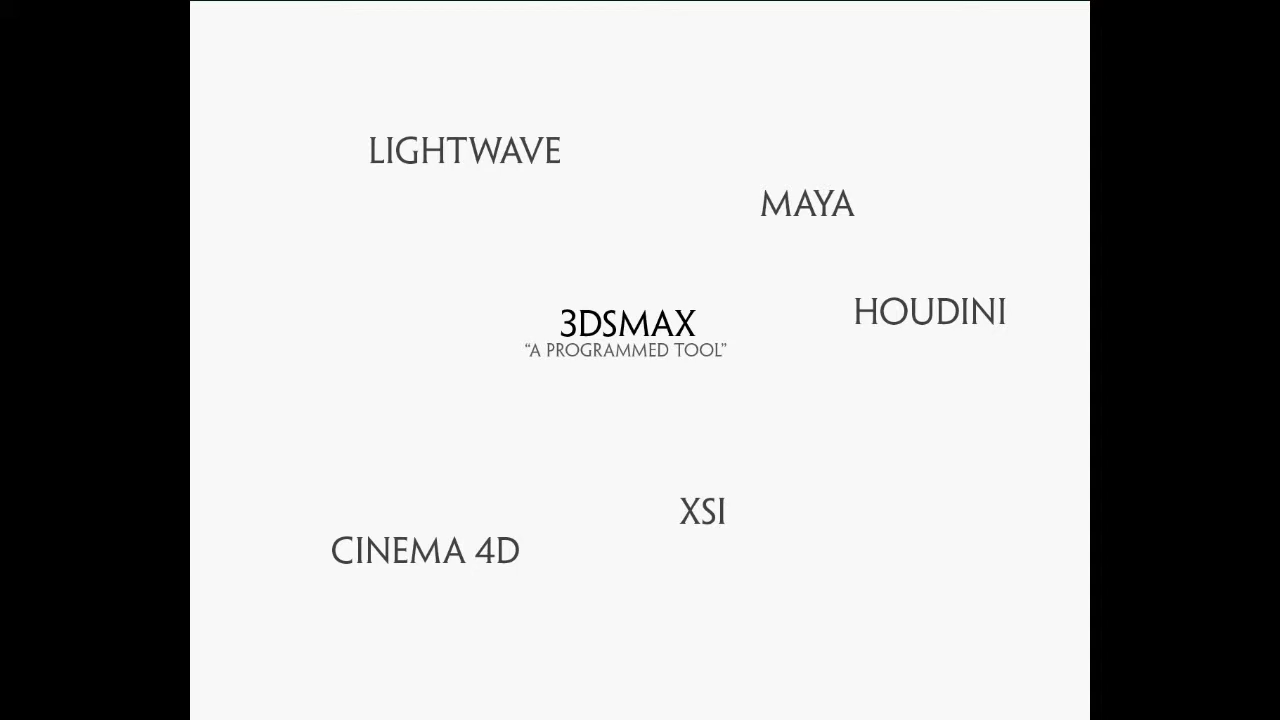 LIGHTWAVE
MAYA
HOUDINI
3DSMAX
“A PROGRAMMED TOOL”
XSI
CINEMA 4D